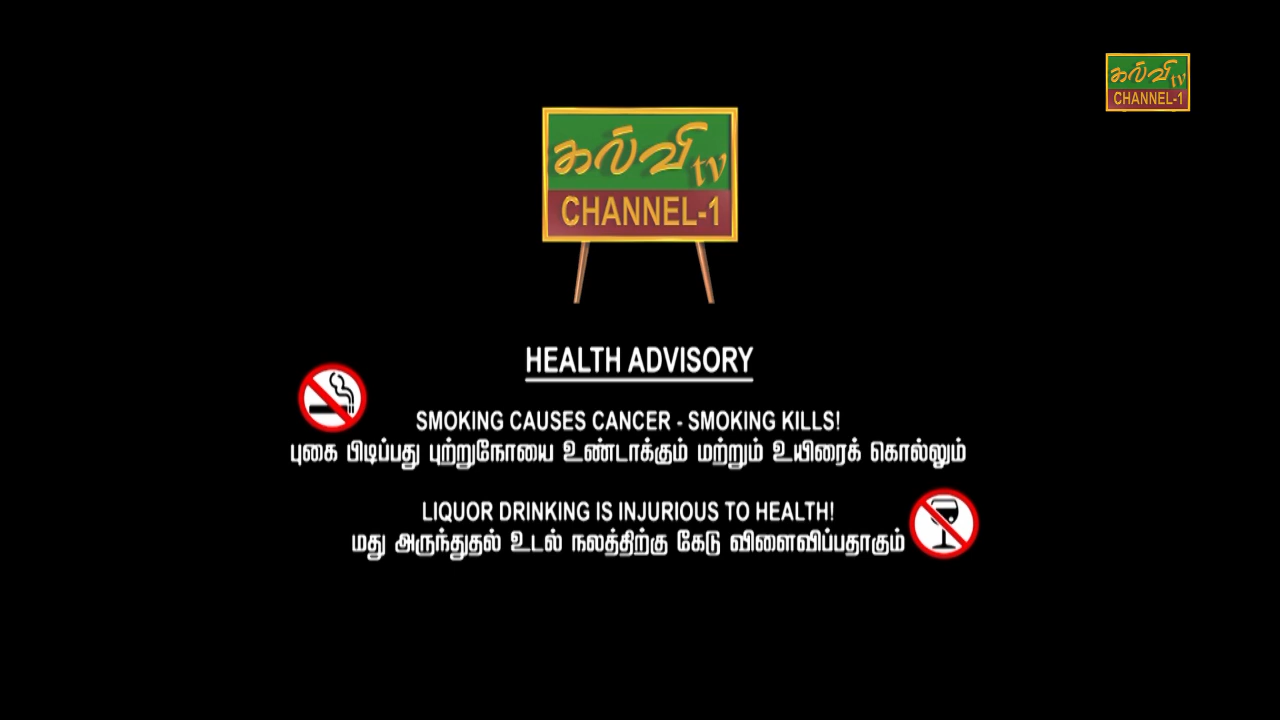 கல்வி tv
CHANNEL-1
கல்வி tv
CHANNEL-1
HEALTH ADVISORY
SMOKING CAUSES CANCER - SMOKING KILLS!
புகை பிடிப்பது புற்றுநோயை உண்டாக்கும் மற்றும் உயிரைக் கொல்லும்
LIQUOR DRINKING IS INJURIOUS TO HEALTH!
மது அருந்துதல் உடல் நலத்திற்கு கேடு விளைவிப்பதாகும்